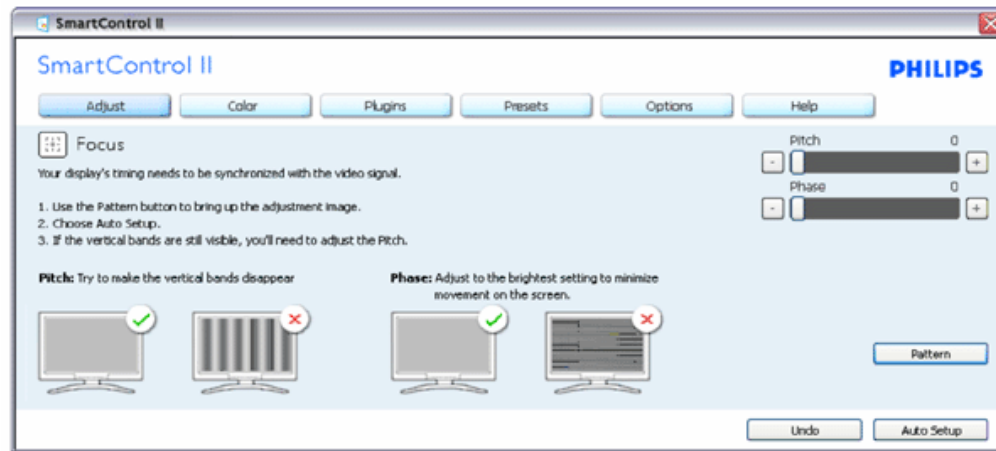 SmartControl II
SmartControl II
PHILIPS
Adjust Color Plugins Presets Options Help
Focus
Your display's timing needs to be synchronized with the video signal.
1. Use the Pattern button to bring up the adjustment image.
2. Choose Auto Setup.
3. If the vertical bands are still visible, you'll need to adjust the Pitch.
Pitch 0
- +
Phase 0
- +
Pitch: Try to make the vertical bands disappear
Phase: Adjust to the brightest setting to minimize
movement on the screen.
Pattern
Undo Auto Setup